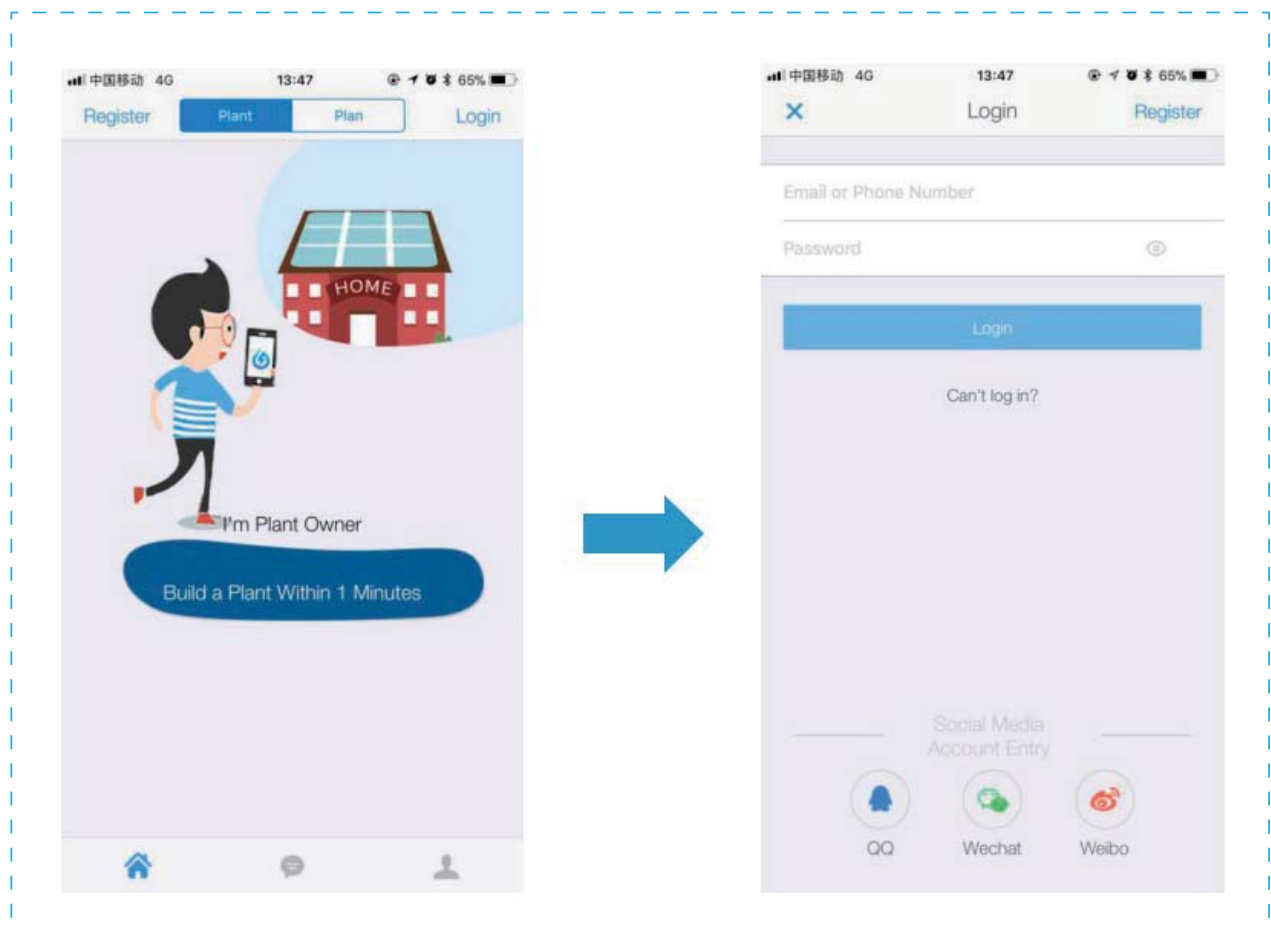 中国移动 4G 13:47 65%
Register Plant Plan Login
HOME
I'm Plant Owner
Build a Plant Within 1 Minutes
中国移动 4G 13:47 65%
Login Register
Email or Phone Number
Password
Login
Can't log in?
Social Media
Account Entry
QQ Wechat Weibo